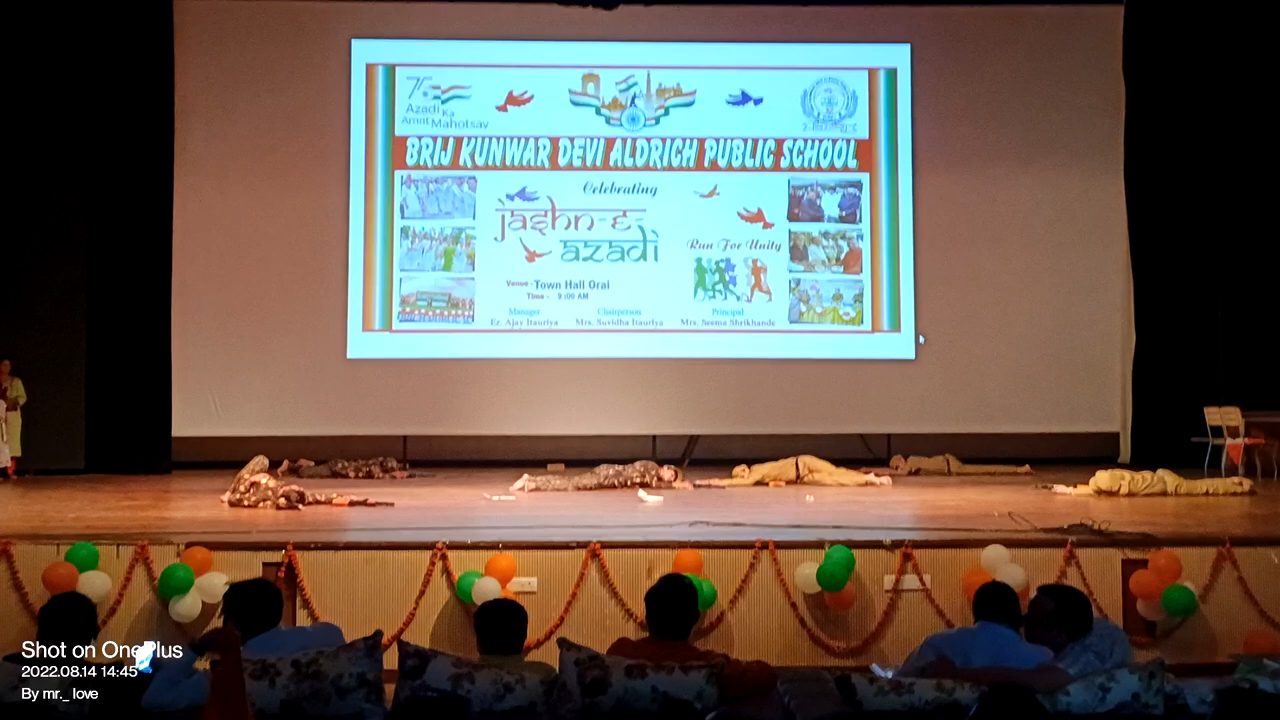 75
Azadi Ka
Amrit Mahotsav
BRIJ KUNWAR DEVI ALDRICH PUBLIC SCHOOL
Celebrating
jashn-e-
azadi
Run For Unity
Venue - Town Hall Orai
Time - 9:00 AM
Manager Chairperson Principal
Er. Ajay Itauriya Mrs. Suvidha Itauriya Mrs. Seema Shrikhande
Shot on OnePlus
2022.08.14 14:45
By mr._ love